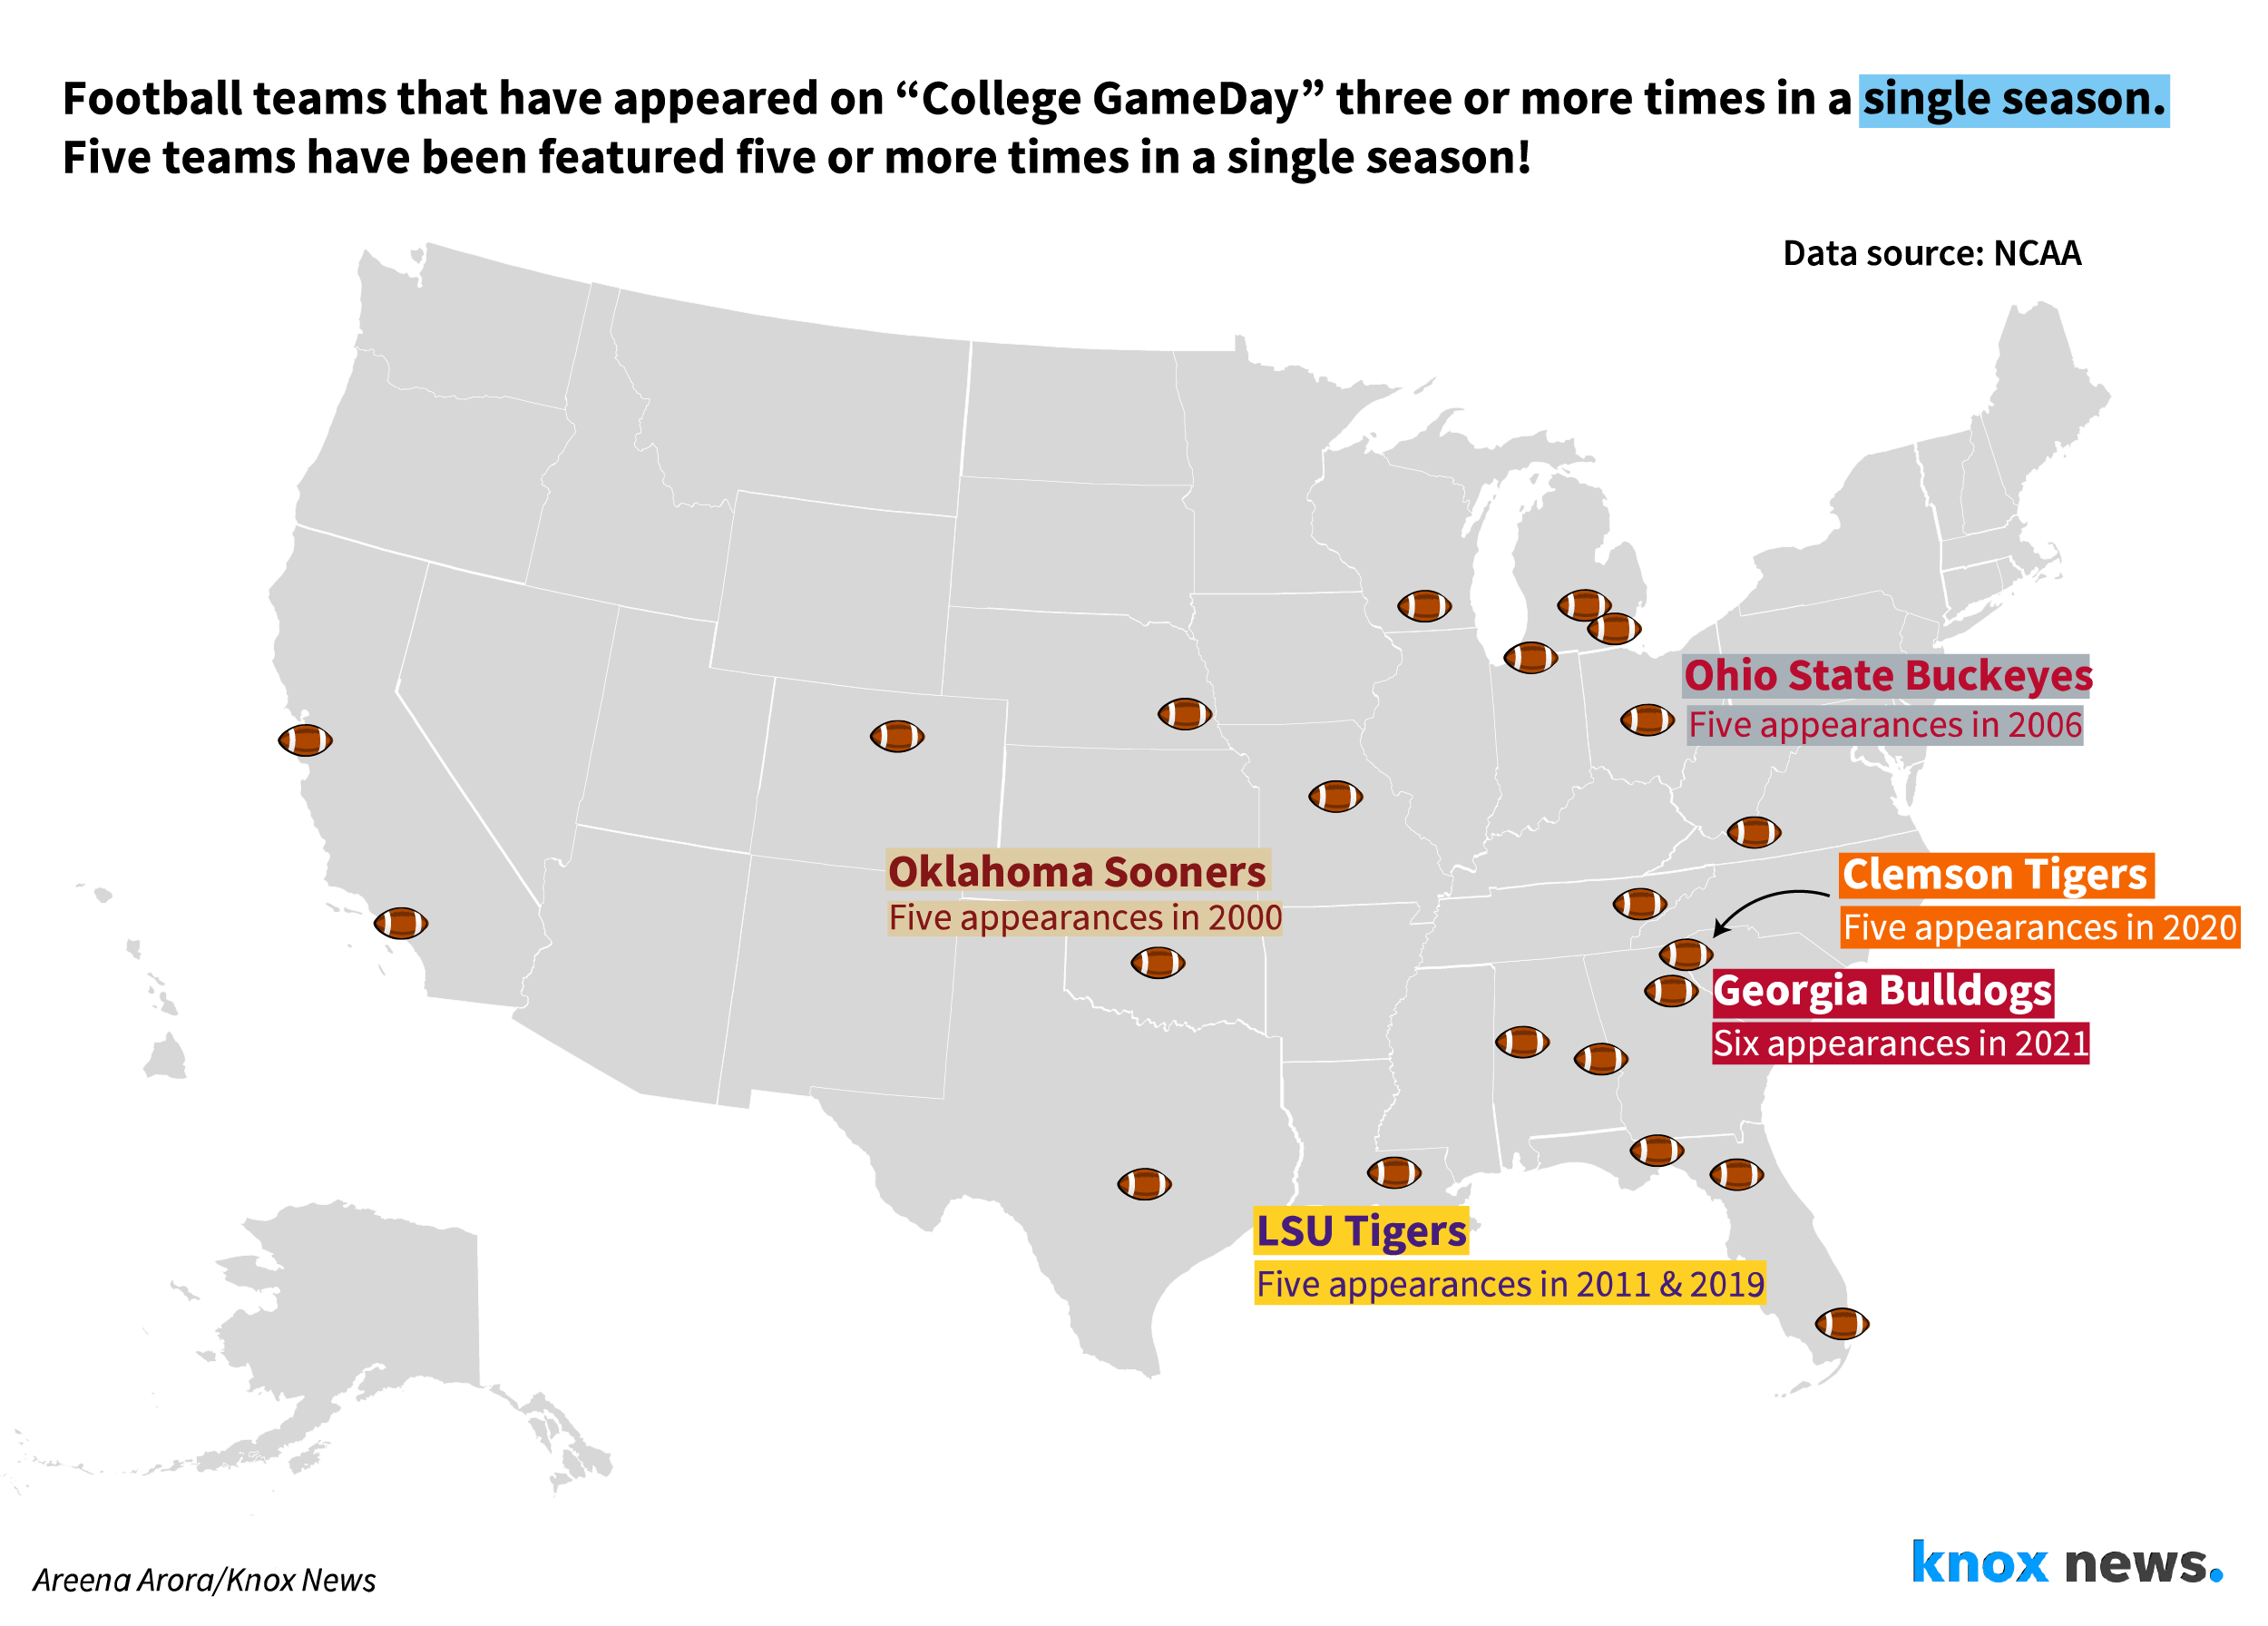 Football teams that have appeared on “College GameDay” three or more times in a single season.
Five teams have been featured five or more times in a single season!
Data source: NCAA
Ohio State Buckeyes
Five appearances in 2006
Oklahoma Sooners
Five appearances in 2000
Clemson Tigers
Five appearances in 2020
Georgia Bulldogs
Six appearances in 2021
LSU Tigers
Five appearances in 2011 & 2019
Areena Arora/Knox News
knox news.